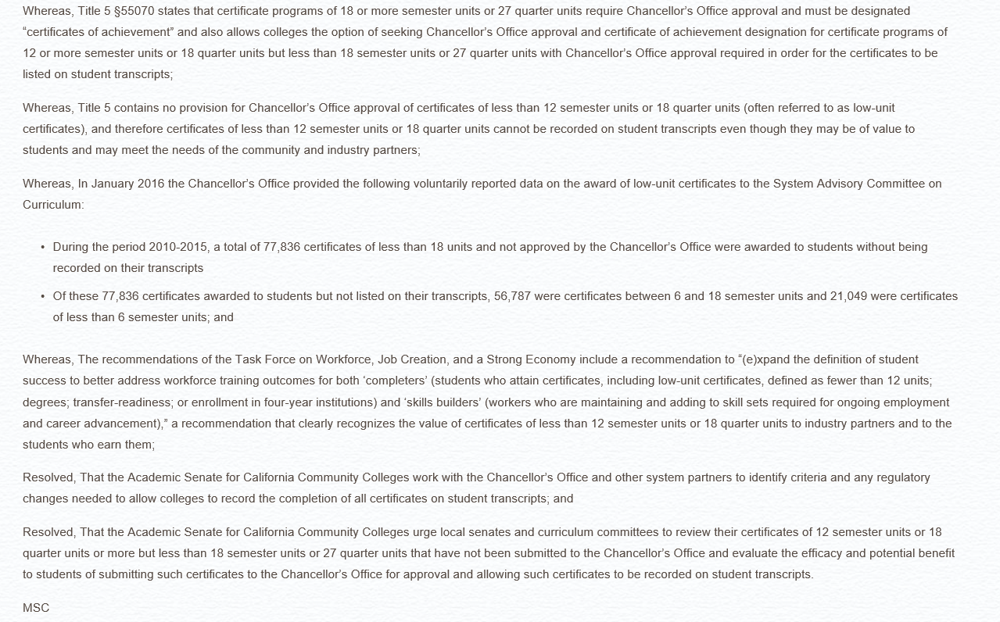 Whereas, Title 5 §55070 states that certificate programs of 18 or more semester units or 27 quarter units require Chancellor’s Office approval and must be designated
“certificates of achievement” and also allows colleges the option of seeking Chancellor’s Office approval and certificate of achievement designation for certificate programs of
12 or more semester units or 18 quarter units but less than 18 semester units or 27 quarter units with Chancellor’s Office approval required in order for the certificates to be
listed on student transcripts;
Whereas, Title 5 contains no provision for Chancellor’s Office approval of certificates of less than 12 semester units or 18 quarter units (often referred to as low-unit
certificates), and therefore certificates of less than 12 semester units or 18 quarter units cannot be recorded on student transcripts even though they may be of value to
students and may meet the needs of the community and industry partners;
Whereas, In January 2016 the Chancellor’s Office provided the following voluntarily reported data on the award of low-unit certificates to the System Advisory Committee on
Curriculum:
• During the period 2010-2015, a total of 77,836 certificates of less than 18 units and not approved by the Chancellor’s Office were awarded to students without being
recorded on their transcripts
• Of these 77,836 certificates awarded to students but not listed on their transcripts, 56,787 were certificates between 6 and 18 semester units and 21,049 were certificates
of less than 6 semester units; and
Whereas, The recommendations of the Task Force on Workforce, Job Creation, and a Strong Economy include a recommendation to “(e)xpand the definition of student
success to better address workforce training outcomes for both ‘completers’ (students who attain certificates, including low-unit certificates, defined as fewer than 12 units;
degrees; transfer-readiness; or enrollment in four-year institutions) and ‘skills builders’ (workers who are maintaining and adding to skill sets required for ongoing employment
and career advancement),” a recommendation that clearly recognizes the value of certificates of less than 12 semester units or 18 quarter units to industry partners and to the
students who earn them;
Resolved, That the Academic Senate for California Community Colleges work with the Chancellor’s Office and other system partners to identify criteria and any regulatory
changes needed to allow colleges to record the completion of all certificates on student transcripts; and
Resolved, That the Academic Senate for California Community Colleges urge local senates and curriculum committees to review their certificates of 12 semester units or 18
quarter units or more but less than 18 semester units or 27 quarter units that have not been submitted to the Chancellor’s Office and evaluate the efficacy and potential benefit
to students of submitting such certificates to the Chancellor’s Office for approval and allowing such certificates to be recorded on student transcripts.
MSC